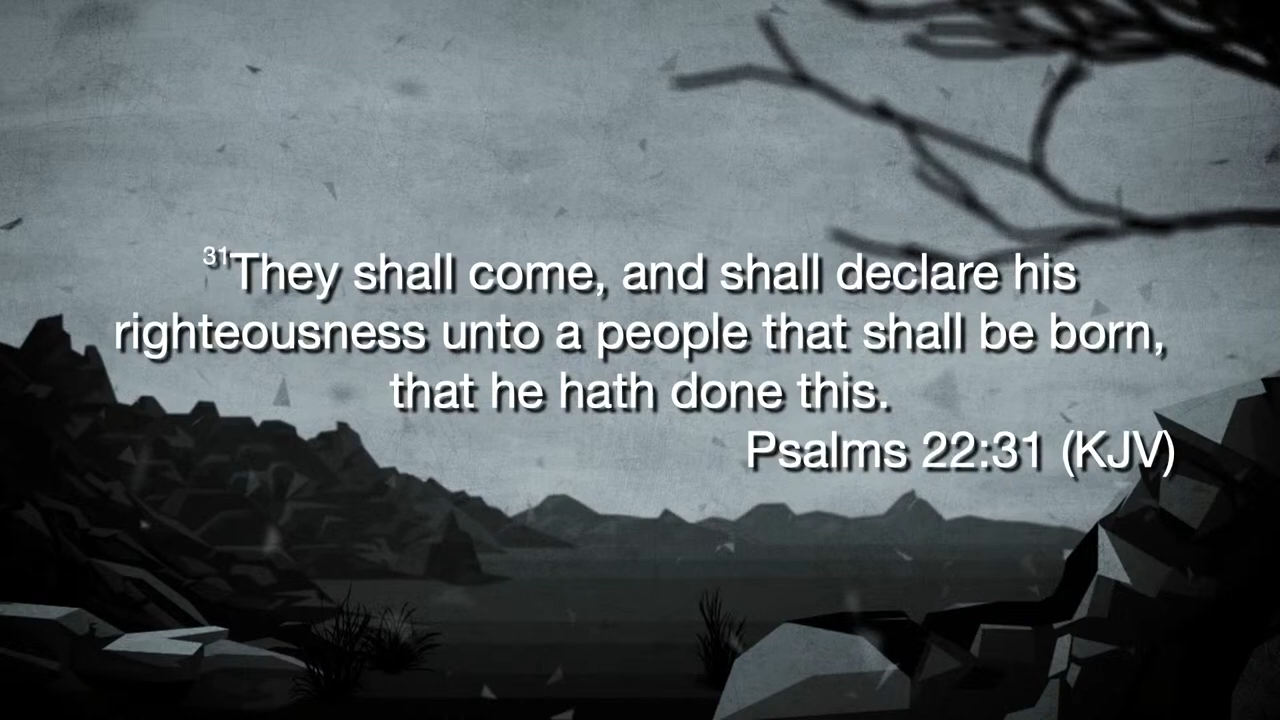 31They shall come, and shall declare his
righteousness unto a people that shall be born,
that he hath done this.
Psalms 22:31 (KJV)